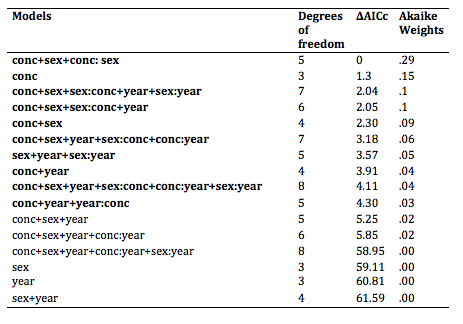 Models Degrees of freedom ΔAICc Akaike Weights
conc+sex+conc: sex 5 0 .29
conc 3 1.3 .15
conc+sex+sex:conc+year+sex:year 7 2.04 .1
conc+sex+sex:conc+year 6 2.05 .1
conc+sex 4 2.30 .09
conc+sex+year+sex:conc+conc:year 7 3.18 .06
sex+year+sex:year 5 3.57 .05
conc+year 4 3.91 .04
conc+sex+year+sex:conc+conc:year+sex:year 8 4.11 .04
conc+year+year:conc 5 4.30 .03
conc+sex+year 5 5.25 .02
conc+sex+year+conc:year 6 5.85 .02
conc+sex+year+conc:year+sex:year 8 58.95 .00
sex 3 59.11 .00
year 3 60.81 .00
sex+year 4 61.59 .00